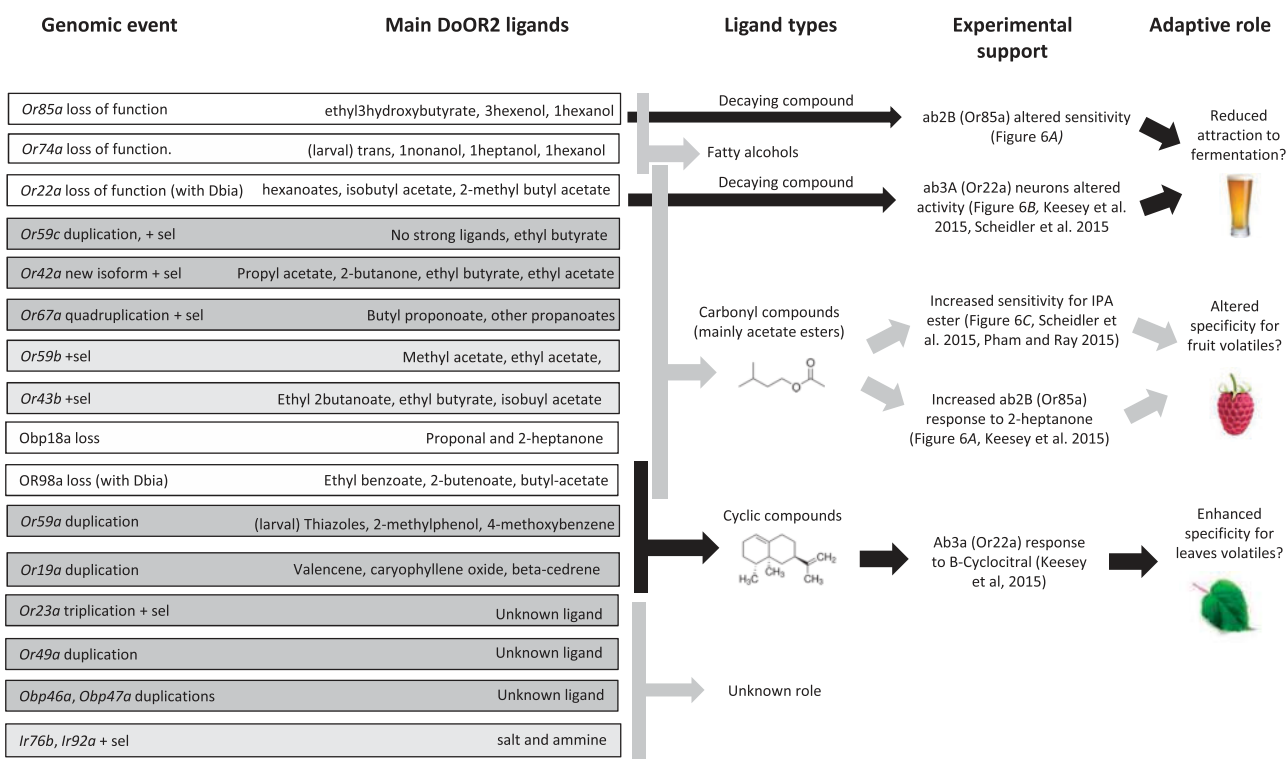 Genomic event
Main DoOR2 ligands
Ligand types
Experimental
support
Adaptive role
Or85a loss of function
ethyl3hydroxybutyrate, 3hexenol, 1hexanol
Or74a loss of function.
(larval) trans, 1nonanol, 1heptanol, 1hexanol
Or22a loss of function (with Dbia)
hexanoates, isobutyl acetate, 2-methyl butyl acetate
Or59c duplication, + sel
No strong ligands, ethyl butyrate
Or42a new isoform + sel
Propyl acetate, 2-butanone, ethyl butyrate, ethyl acetate
Or67a quadruplication + sel
Butyl proponoate, other propanoates
Or59b +sel
Methyl acetate, ethyl acetate,
Or43b +sel
Ethyl 2butanoate, ethyl butyrate, isobuyl acetate
Obp18a loss
Proponal and 2-heptanone
OR98a loss (with Dbia)
Ethyl benzoate, 2-butenoate, butyl-acetate
Or59a duplication
(larval) Thiazoles, 2-methylphenol, 4-methoxybenzene
Or19a duplication
Valencene, caryophyllene oxide, beta-cedrene
Or23a triplication + sel
Unknown ligand
Or49a duplication
Unknown ligand
Obp46a, Obp47a duplications
Unknown ligand
Ir76b, Ir92a + sel
salt and ammine
Decaying compound
Fatty alcohols
Decaying compound
Carbonyl compounds
(mainly acetate esters)
O
O
Cyclic compounds
CH₂
H₃C
CH₃
CH₃
Unknown role
ab2B (Or85a) altered sensitivity
(Figure 6A)
ab3A (Or22a) neurons altered
activity (Figure 6B, Keesey et al.
2015, Scheidler et al. 2015
Increased sensitivity for IPA
ester (Figure 6C, Scheidler et
al. 2015, Pham and Ray 2015)
Increased ab2B (Or85a)
response to 2-heptanone
(Figure 6A, Keesey et al. 2015)
Ab3a (Or22a) response
to B-Cyclocitral (Keesey
et al, 2015)
Reduced
attraction to
fermentation?
Altered
specificity for
fruit volatiles?
Enhanced
specificity for
leaves volatiles?